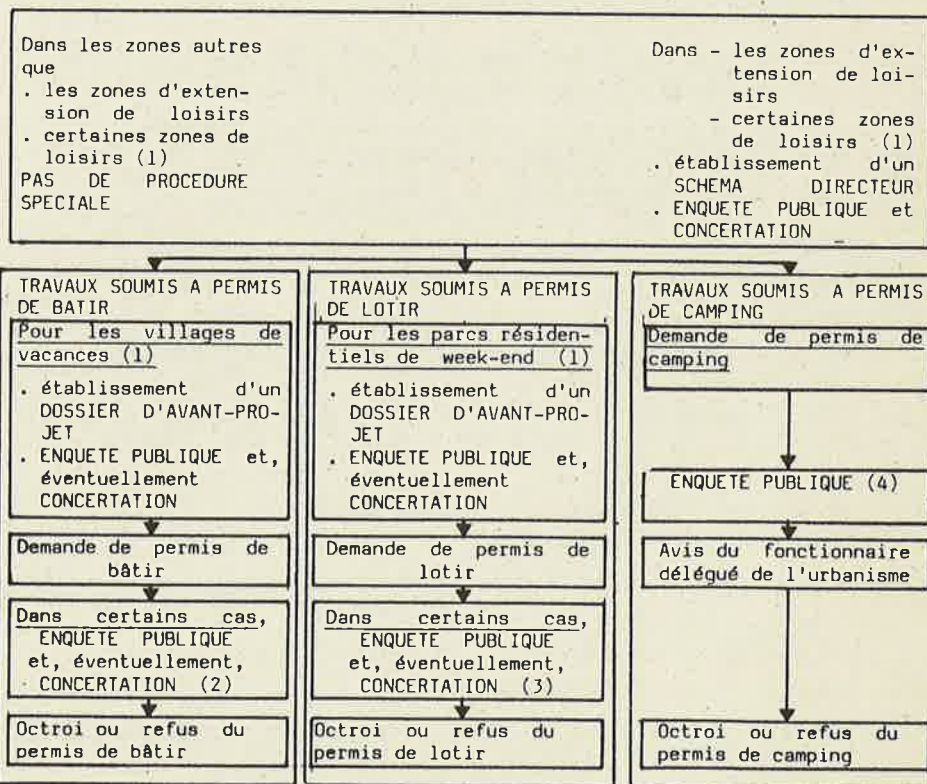 Dans les zones autres
que
. les zones d'exten-
sion de loisirs
. certaines zones de
loisirs (1)
PAS DE PROCEDURE
SPECIALE
Dans - les zones d'ex-
tension de loi-
sirs
- certaines zones
de loisirs (1)
. établissement d'un
SCHEMA DIRECTEUR
. ENQUETE PUBLIQUE et
CONCERTATION
TRAVAUX SOUMIS A PERMIS
DE BATIR
Pour les villages de
vacances (1)
. établissement d'un
DOSSIER D'AVANT-PRO-
JET
. ENQUETE PUBLIQUE et,
éventuellement
CONCERTATION
Demande de permis de
bâtir
Dans certains cas,
ENQUETE PUBLIQUE
et, éventuellement,
CONCERTATION (2)
Octroi ou refus du
permis de bâtir
TRAVAUX SOUMIS A PERMIS
DE LOTIR
Pour les parcs résiden-
tiels de week-end (1)
. établissement d'un
DOSSIER D'AVANT-PRO-
JET
. ENQUETE PUBLIQUE et,
éventuellement
CONCERTATION
Demande de permis de
lotir
Dans certains cas,
ENQUETE PUBLIQUE
et, éventuellement,
CONCERTATION (3)
Octroi ou refus du
permis de lotir
TRAVAUX SOUMIS A PERMIS
DE CAMPING
Demande de permis de
camping
ENQUETE PUBLIQUE (4)
Avis du fonctionnaire
délégué de l'urbanisme
Octroi ou refus du
permis de camping